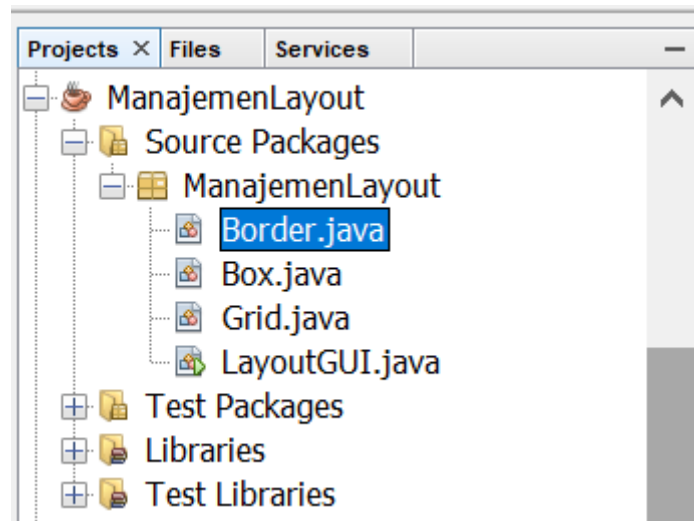 Projects × Files Services
ManajemenLayout
Source Packages
ManajemenLayout
Border.java
Box.java
Grid.java
LayoutGUI.java
Test Packages
Libraries
Test Libraries